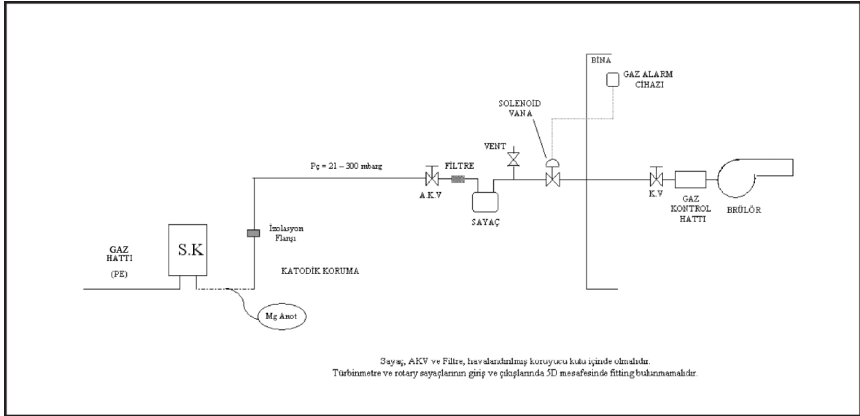 BİNA
GAZ ALARM
CİHAZI
SOLENOİD
VANA
VENT
Pç = 21 – 300 mbarg
FİLTRE
A.K.V
SAYAÇ
K.V
GAZ
KONTROL
HATTI
BRÜLÖR
İzolasyon
Flanşı
GAZ
HATTI
(PE)
S.K
KATODİK KORUMA
Mg Anot
Sayaç, AKV ve Filtre, havalandırılmış koruyucu kutu içinde olmalıdır.
Türbinmetre ve rotary sayaçlarının giriş ve çıkışlarında 5D mesafesinde fitting bulunmamalıdır.